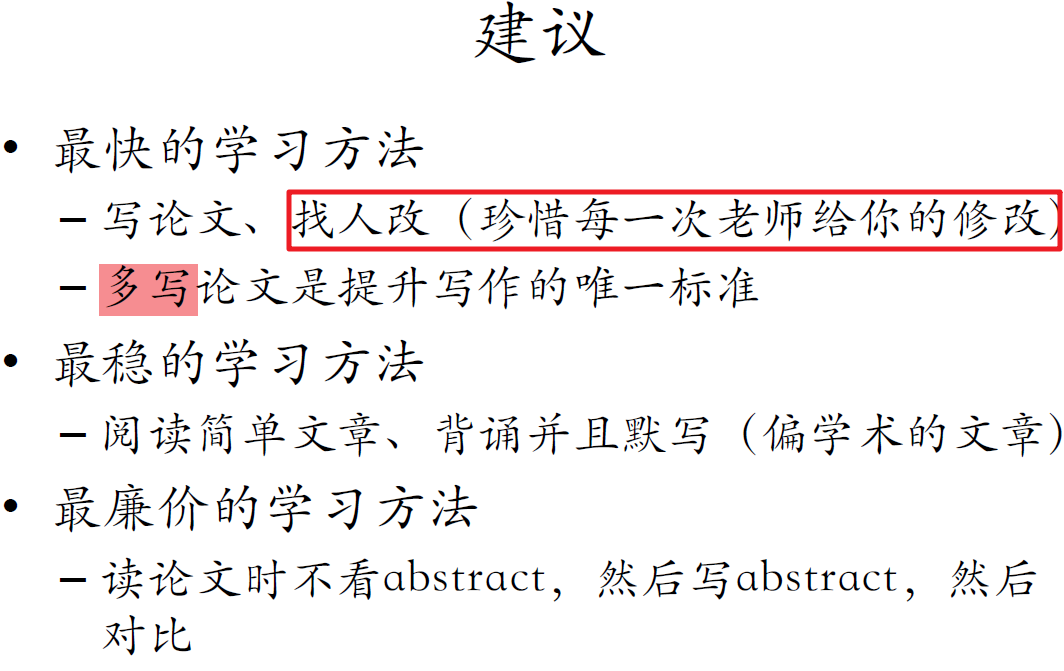 建议
• 最快的学习方法
– 写论文、找人改（珍惜每一次老师给你的修改）
– 多写论文是提升写作的唯一标准
• 最稳的学习方法
– 阅读简单文章、背诵并且默写（偏学术的文章）
• 最廉价的学习方法
– 读论文时不看abstract，然后写abstract，然后
对比